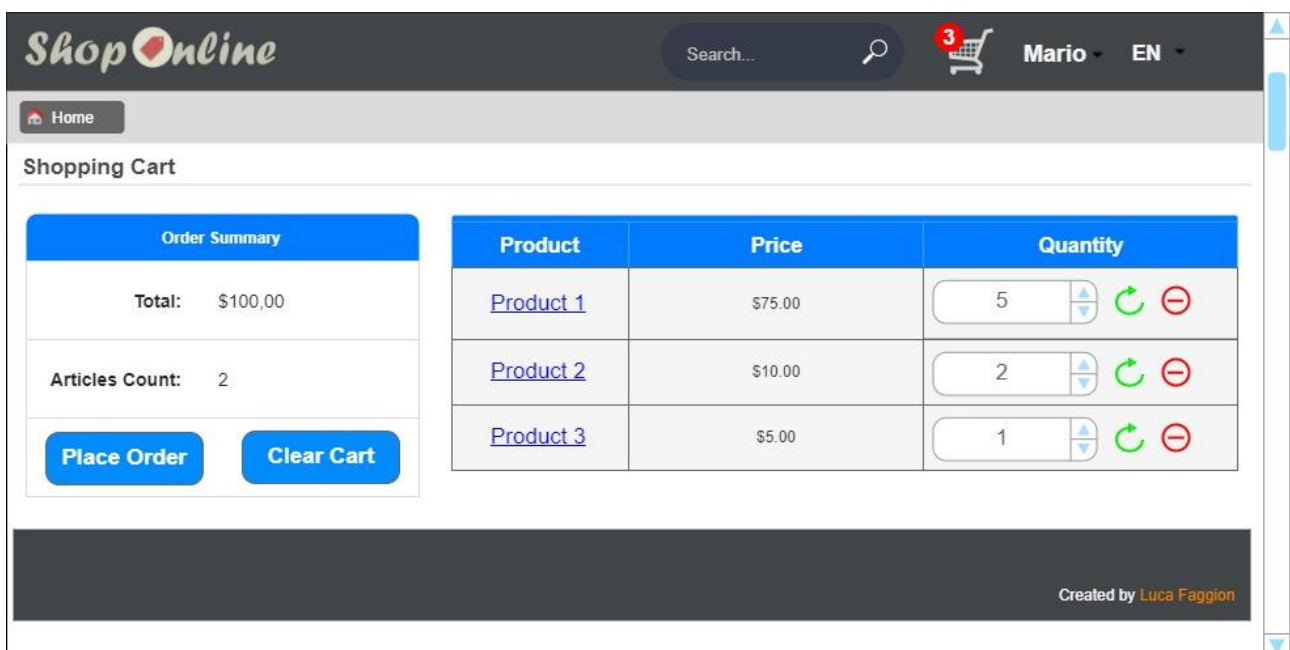 Shop Online
Search...
3
Mario
EN
Home
Shopping Cart
Order Summary
Total: $100,00
Articles Count: 2
Place Order Clear Cart
Product Price Quantity
Product 1 $75.00 5
Product 2 $10.00 2
Product 3 $5.00 1
Created by Luca Faggion